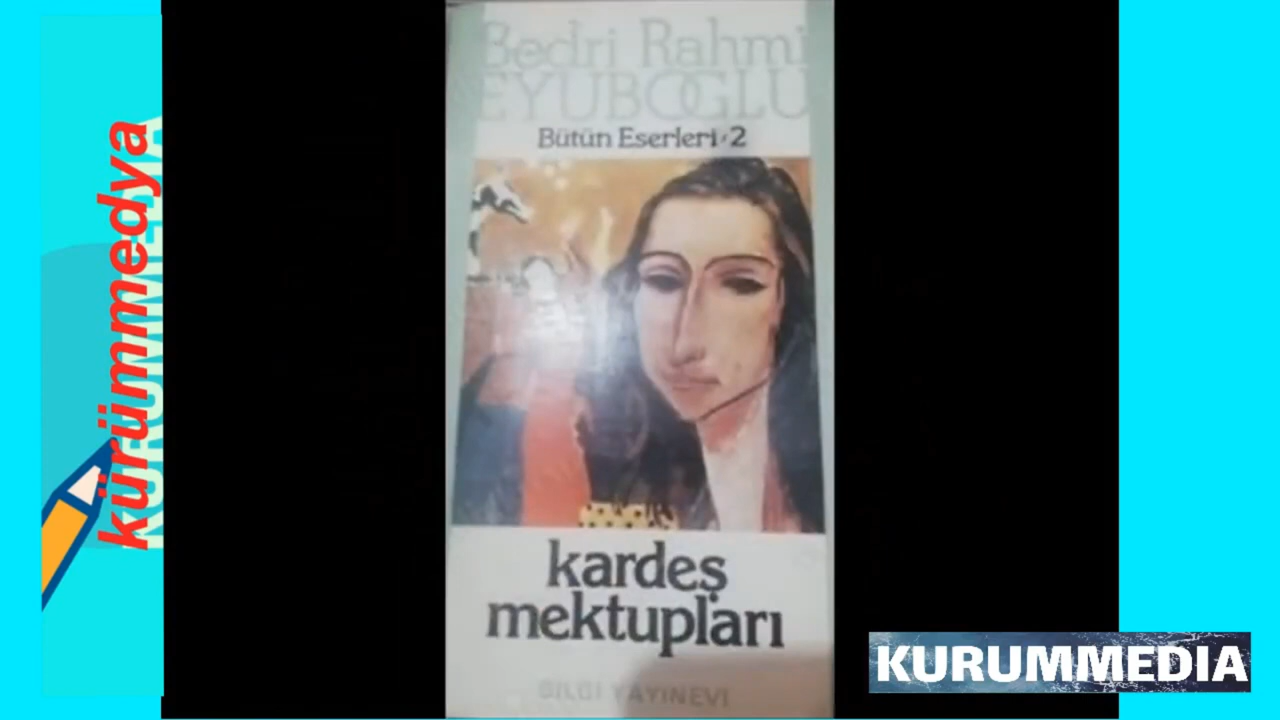 kürümmedya
Bedri Rahmi
EYUBOĞLU
Bütün Eserleri 2
kardeş
mektupları
BİLGİ YAYINEVİ
KURUMMEDIA